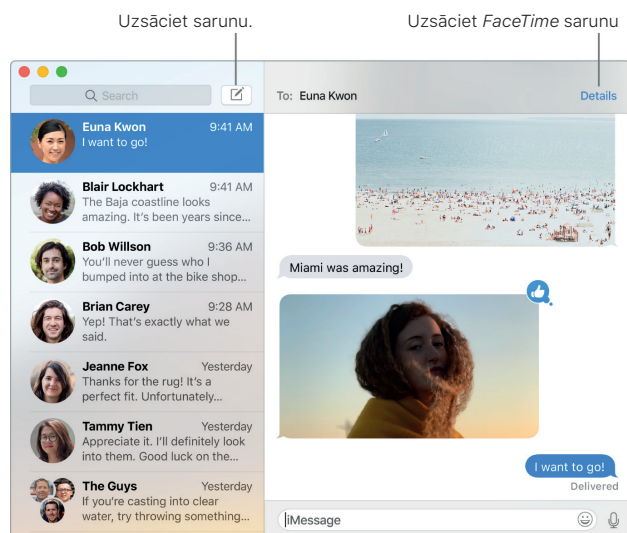 Uzsāciet sarunu.
Uzsāciet FaceTime sarunu
Search
To: Euna Kwon
Details
Euna Kwon 9:41 AM
I want to go!
Blair Lockhart 9:41 AM
The Baja coastline looks
amazing. It's been years since...
Bob Willson 9:36 AM
You'll never guess who I
bumped into at the bike shop...
Brian Carey 9:28 AM
Yep! That's exactly what we
said.
Jeanne Fox Yesterday
Thanks for the rug! It's a
perfect fit. Unfortunately...
Tammy Tien Yesterday
Appreciate it. I'll definitely look
into them. Good luck on the...
The Guys Yesterday
If you're casting into clear
water, try throwing something...
Miami was amazing!
I want to go!
Delivered
iMessage